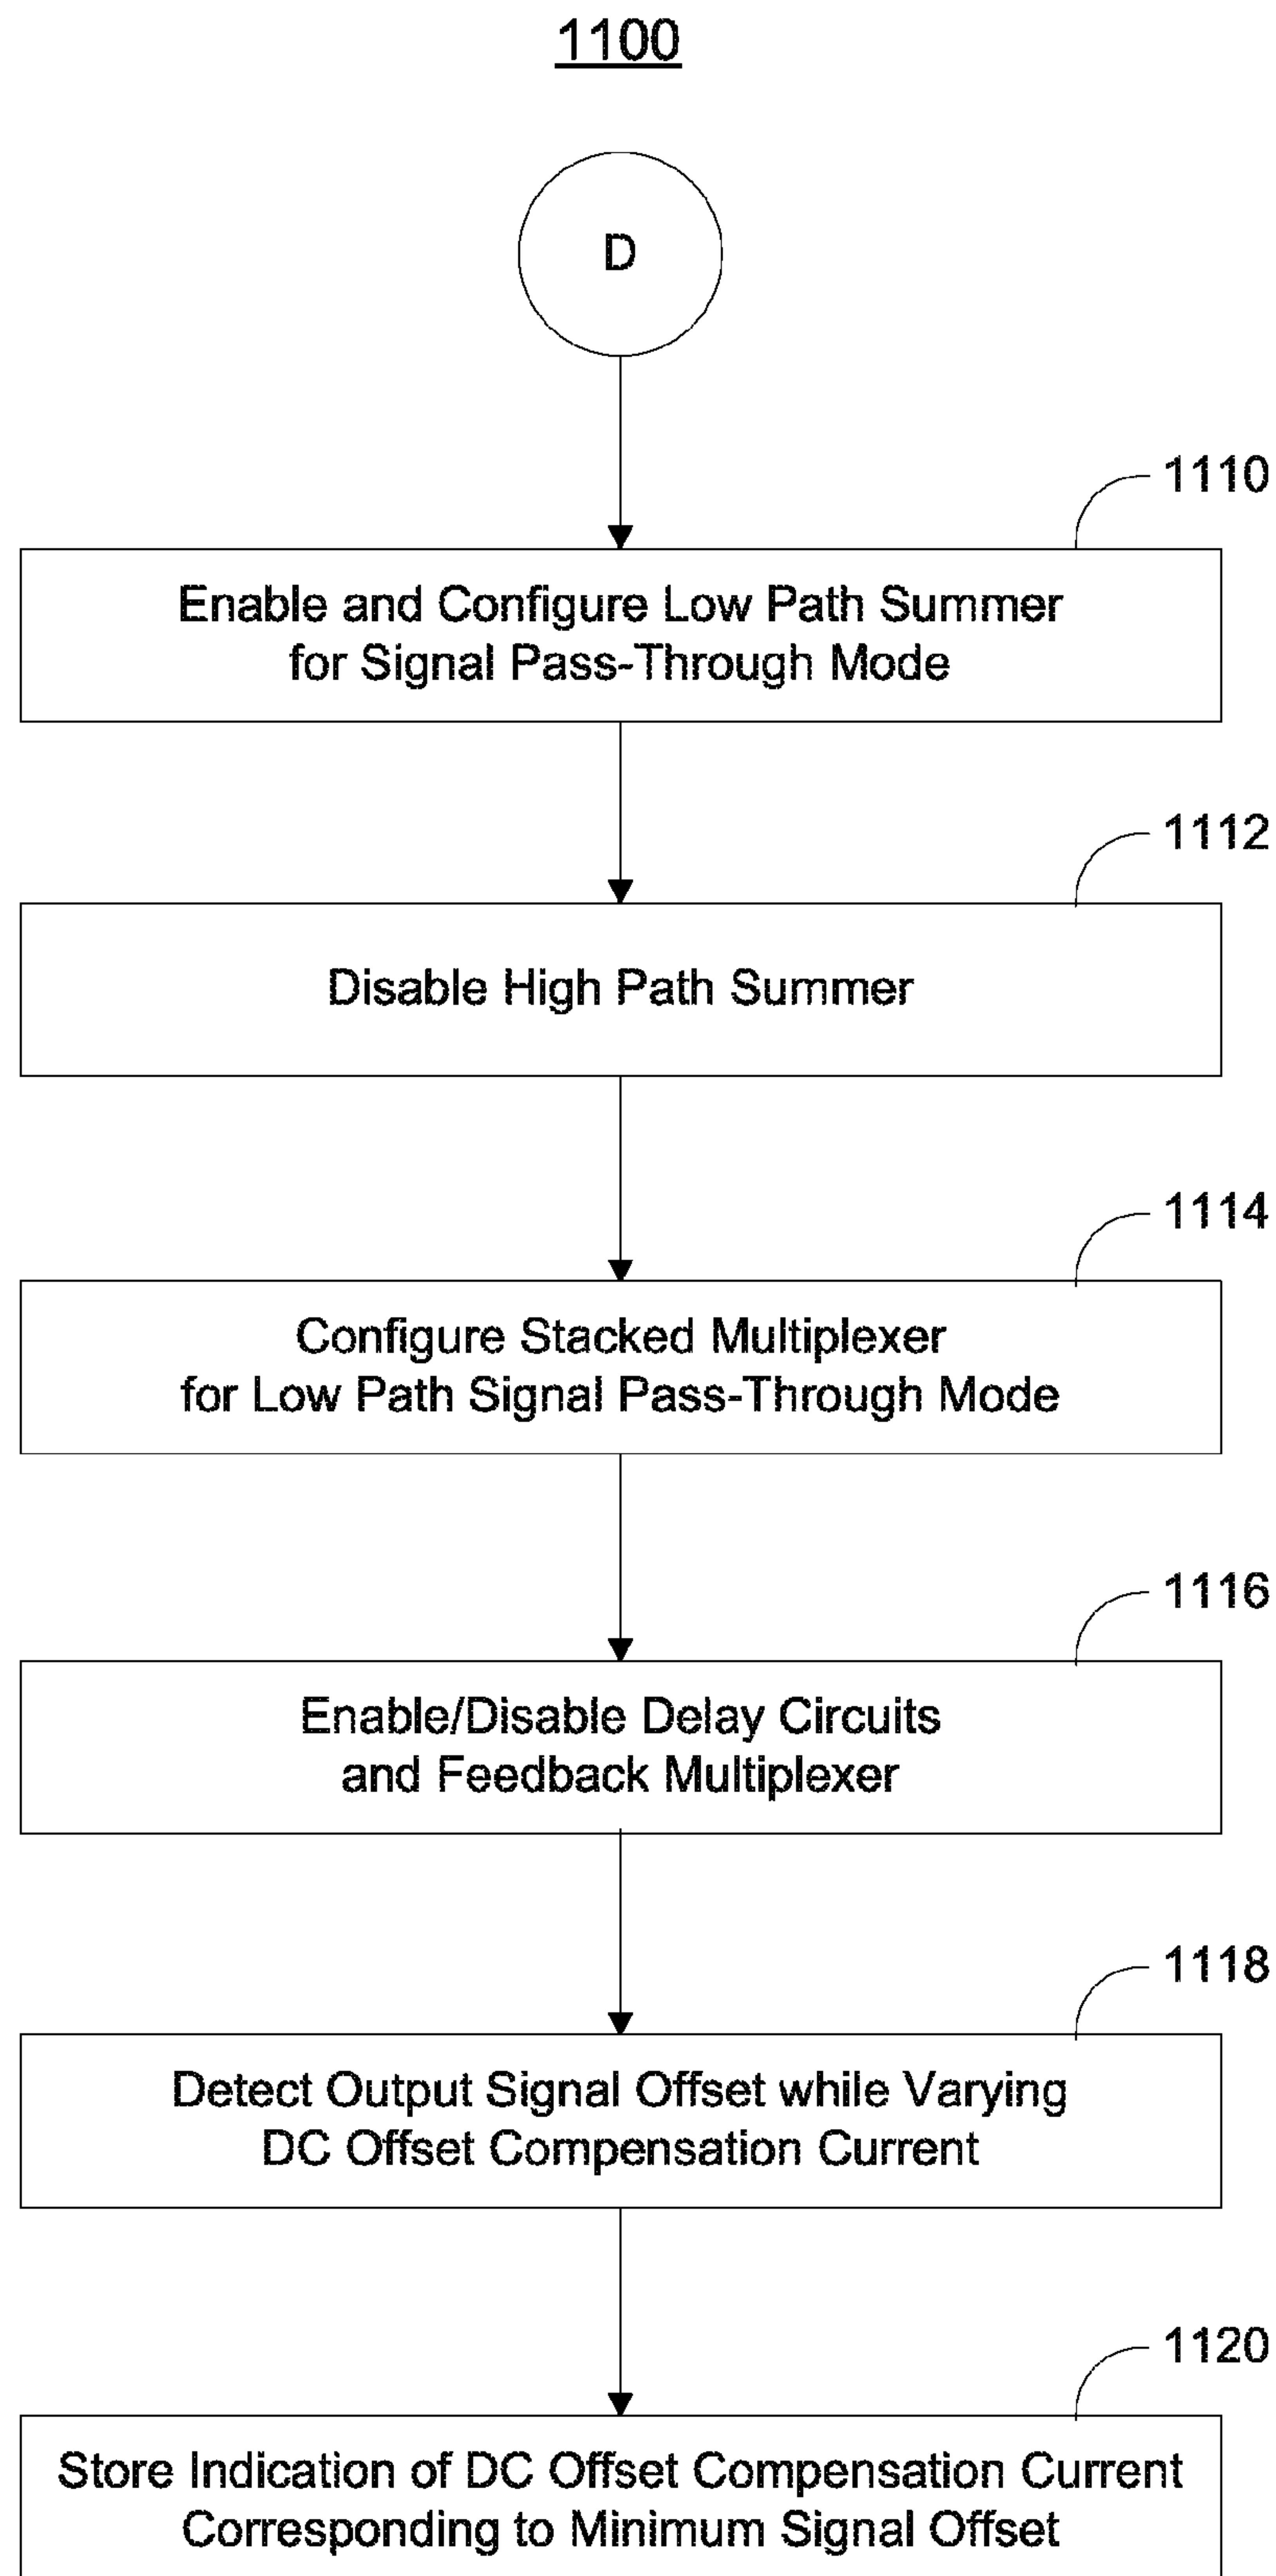 1100
D
1110
Enable and Configure Low Path Summer
for Signal Pass-Through Mode
1112
Disable High Path Summer
1114
Configure Stacked Multiplexer
for Low Path Signal Pass-Through Mode
1116
Enable/Disable Delay Circuits
and Feedback Multiplexer
1118
Detect Output Signal Offset while Varying
DC Offset Compensation Current
1120
Store Indication of DC Offset Compensation Current
Corresponding to Minimum Signal Offset